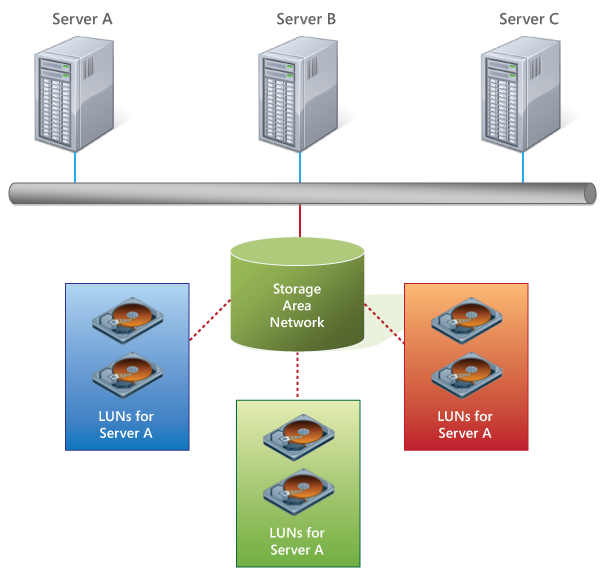 Server A
Server B
Server C
Storage
Area
Network
LUNs for
Server A
LUNs for
Server A
LUNs for
Server A